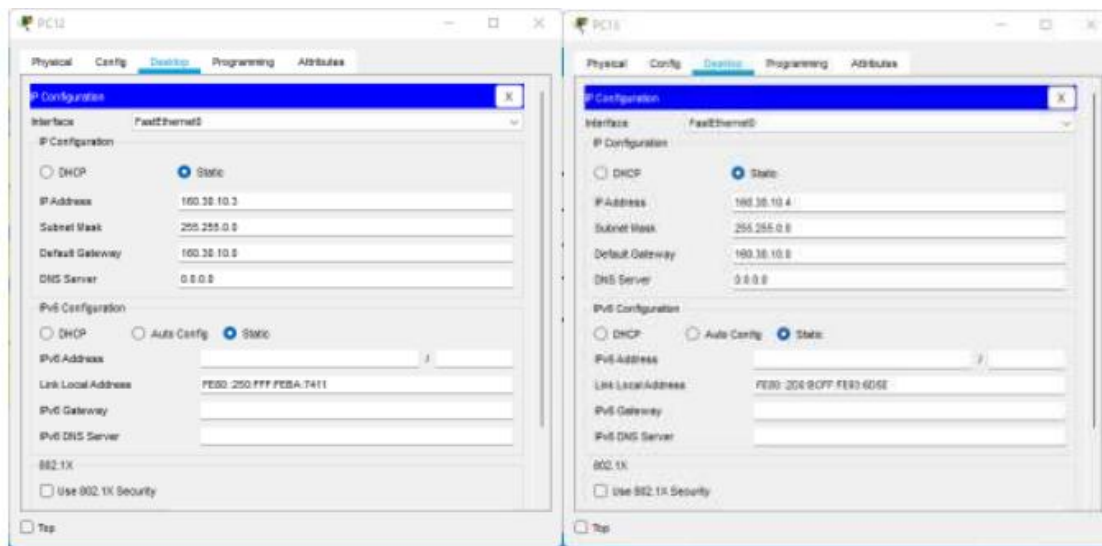 PC12
Physical Config Desktop Programming Attributes
IP Configuration X
Interface FastEthernet0
IP Configuration
DHCP Static
IP Address 160.30.10.3
Subnet Mask 255.255.0.0
Default Gateway 160.30.10.0
DNS Server 0.0.0.0
IPv6 Configuration
DHCP Auto Config Static
IPv6 Address /
Link Local Address
IPv6 Gateway
IPv6 DNS Server
802.1X
Use 802.1X Security
Top
Physical Config Desktop Programming Attributes
IP Configuration X
Interface FastEthernet0
IP Configuration
DHCP Static
IP Address 160.30.10.4
Subnet Mask 255.255.0.0
Default Gateway 160.30.10.0
DNS Server 0.0.0.0
IPv6 Configuration
DHCP Auto Config Static
IPv6 Address /
Link Local Address
IPv6 Gateway
IPv6 DNS Server
802.1X
Use 802.1X Security
Top